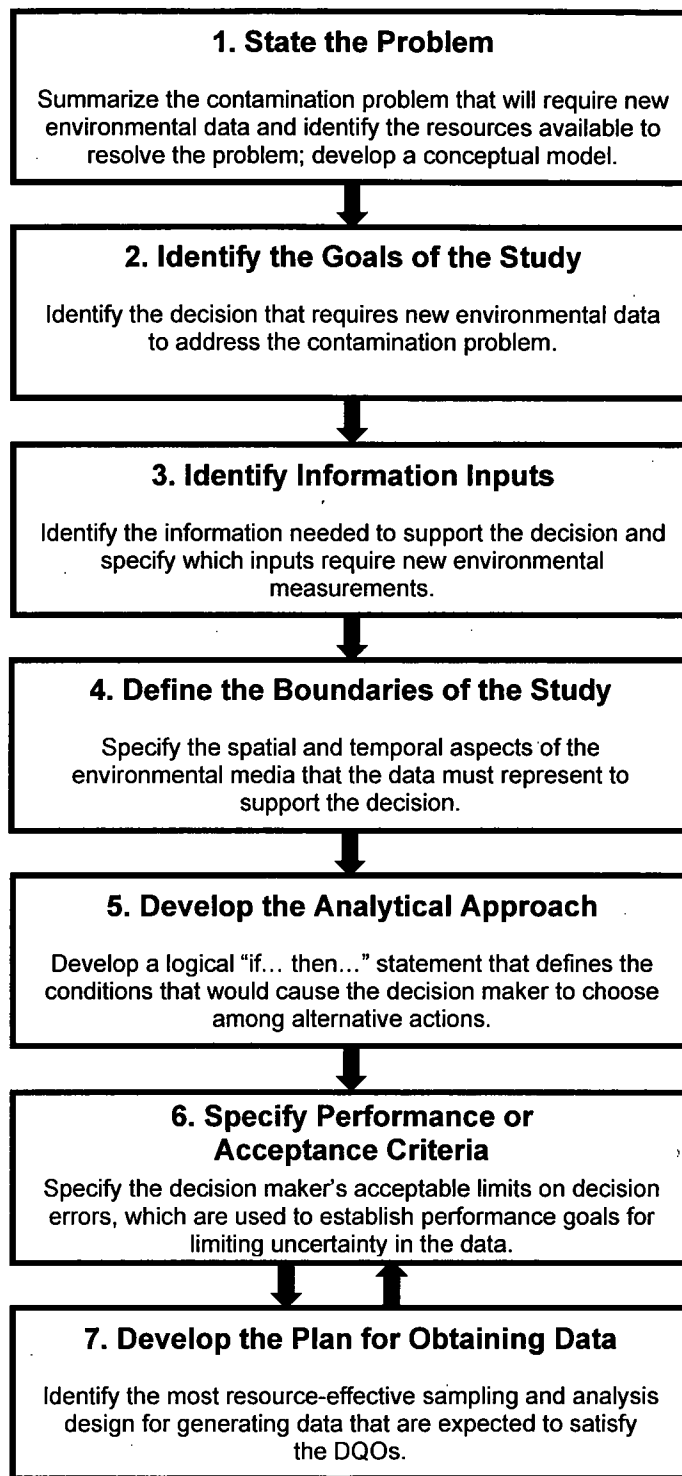 1. State the Problem
Summarize the contamination problem that will require new
environmental data and identify the resources available to
resolve the problem; develop a conceptual model.
2. Identify the Goals of the Study
Identify the decision that requires new environmental data
to address the contamination problem.
3. Identify Information Inputs
Identify the information needed to support the decision and
specify which inputs require new environmental
measurements.
4. Define the Boundaries of the Study
Specify the spatial and temporal aspects of the
environmental media that the data must represent to
support the decision.
5. Develop the Analytical Approach
Develop a logical “if... then...” statement that defines the
conditions that would cause the decision maker to choose
among alternative actions.
6. Specify Performance or
Acceptance Criteria
Specify the decision maker's acceptable limits on decision
errors, which are used to establish performance goals for
limiting uncertainty in the data.
7. Develop the Plan for Obtaining Data
Identify the most resource-effective sampling and analysis
design for generating data that are expected to satisfy
the DQOs.